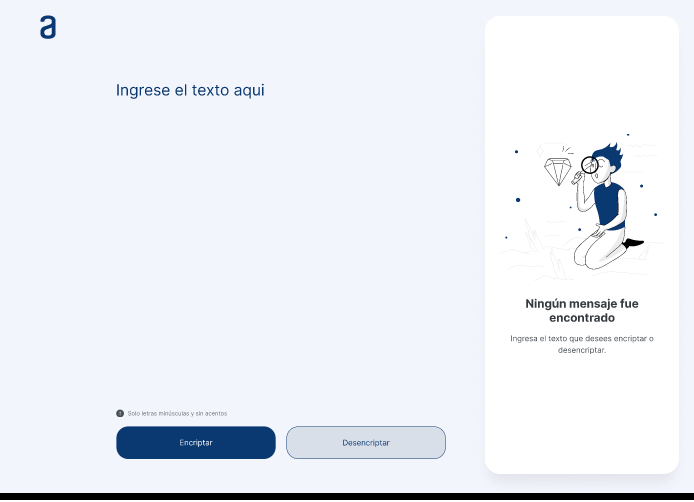 a
Ingrese el texto aqui
Ningún mensaje fue
encontrado
Ingresa el texto que desees encriptar o
desencriptar.
Solo letras minúsculas y sin acentos
Encriptar
Desencriptar